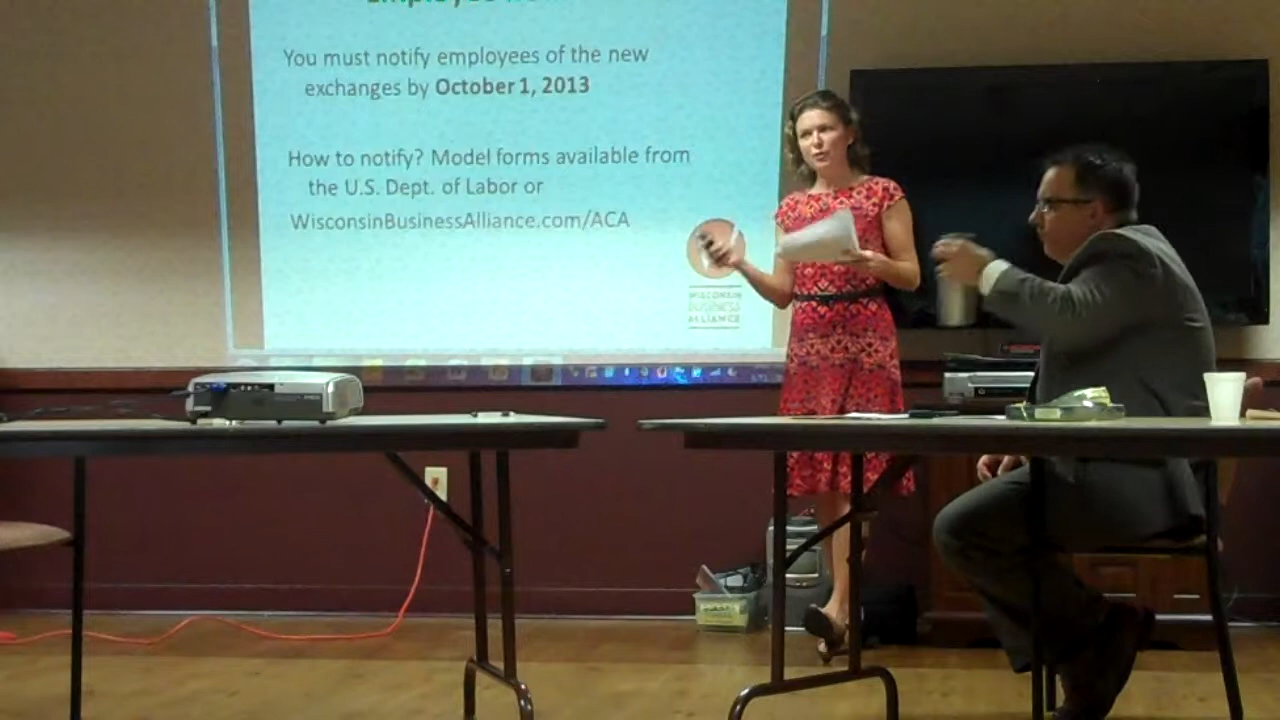 You must notify employees of the new
exchanges by October 1, 2013
How to notify? Model forms available from
the U.S. Dept. of Labor or
WisconsinBusinessAlliance.com/ACA
WISCONSIN
BUSINESS
ALLIANCE